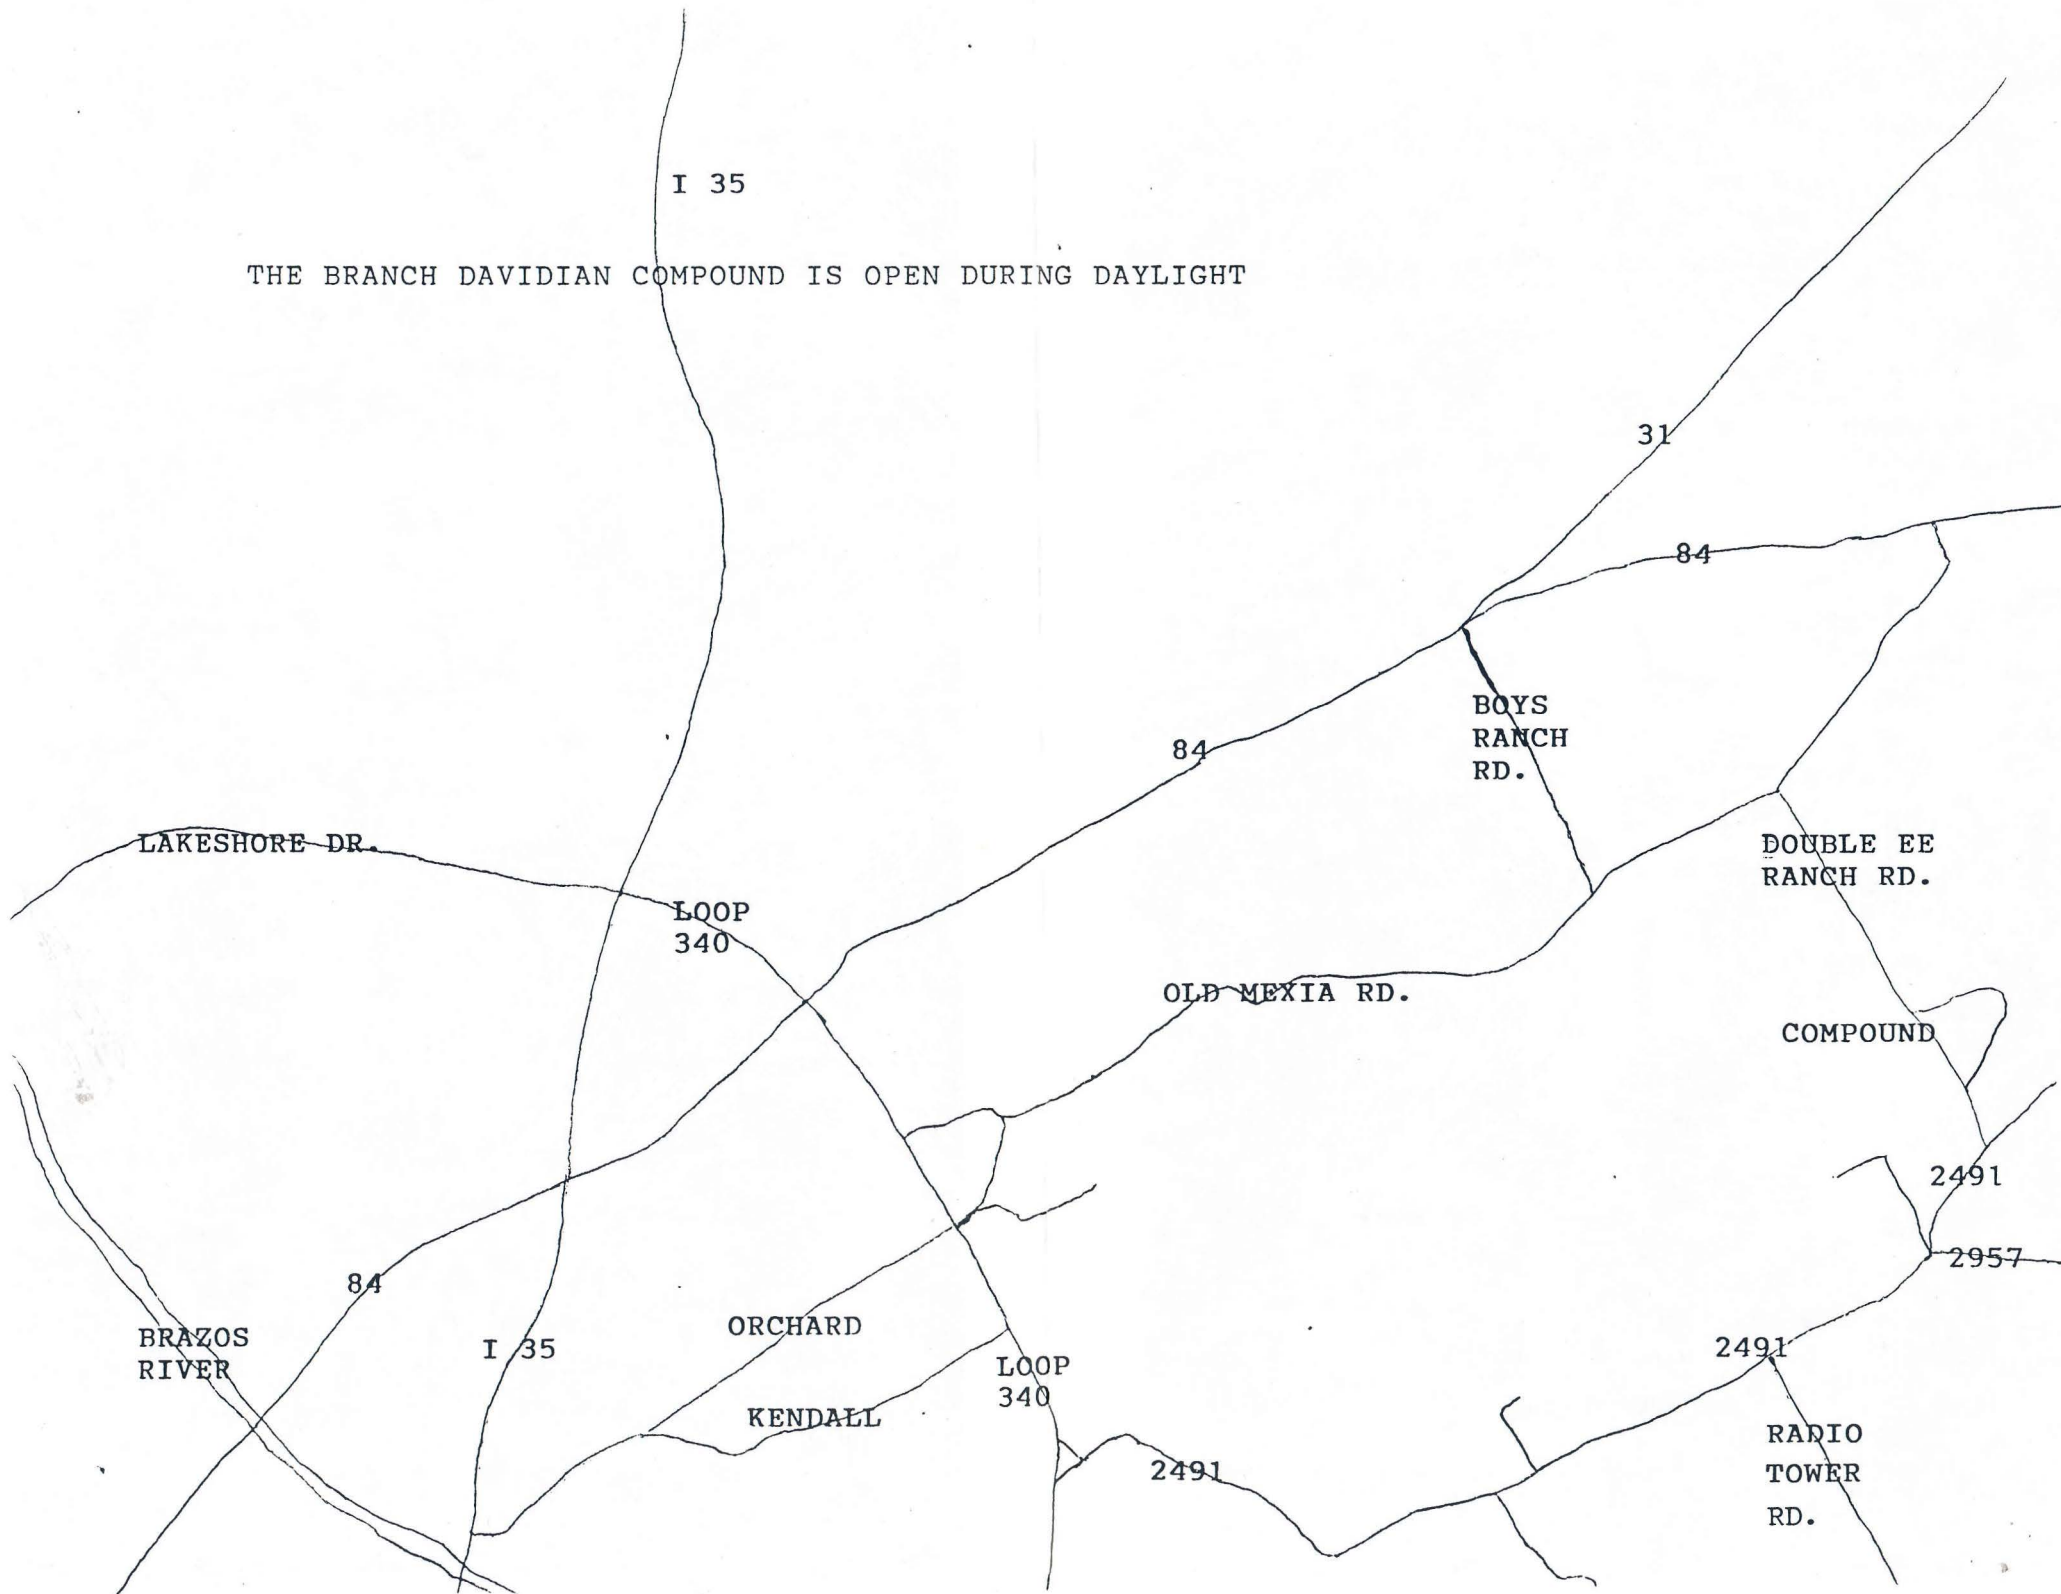 I 35
THE BRANCH DAVIDIAN COMPOUND IS OPEN DURING DAYLIGHT
31
84
BOYS
RANCH
RD.
84
LAKESHORE DR.
DOUBLE EE
RANCH RD.
LOOP
340
OLD MEXIA RD.
COMPOUND
2491
2957
84
BRAZOS
RIVER
I 35
ORCHARD
2491
LOOP
340
KENDALL
RADIO
TOWER
RD.
2491